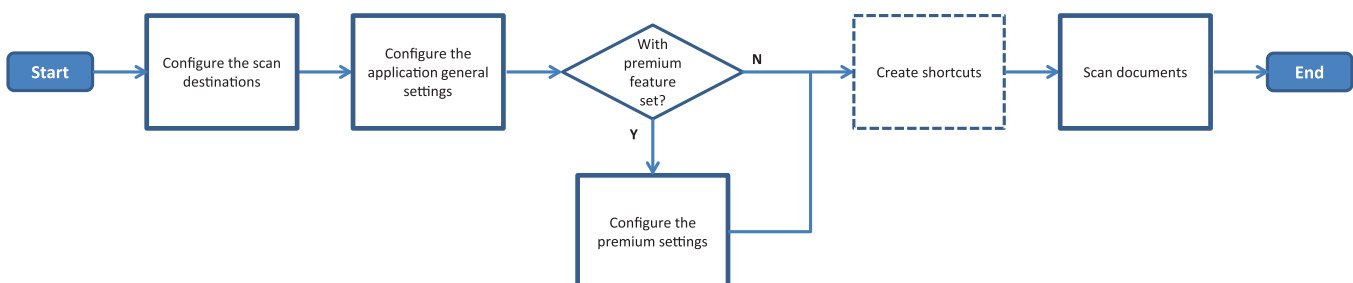 Start
Configure the scan
destinations
Configure the
application general
settings
With
premium
feature
set?
N
Y
Configure the
premium settings
Create shortcuts
Scan documents
End